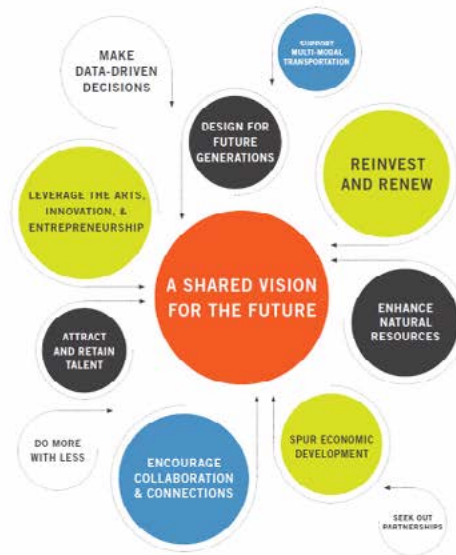 MAKE
DATA-DRIVEN
DECISIONS
SUPPORT
MULTI-MODAL
TRANSPORTATION
DESIGN FOR
FUTURE
GENERATIONS
REINVEST
AND RENEW
LEVERAGE THE ARTS,
INNOVATION, &
ENTREPRENEURSHIP
A SHARED VISION
FOR THE FUTURE
ENHANCE
NATURAL
RESOURCES
ATTRACT
AND RETAIN
TALENT
DO MORE
WITH LESS
ENCOURAGE
COLLABORATION
& CONNECTIONS
SPUR ECONOMIC
DEVELOPMENT
SEEK OUT
PARTNERSHIPS